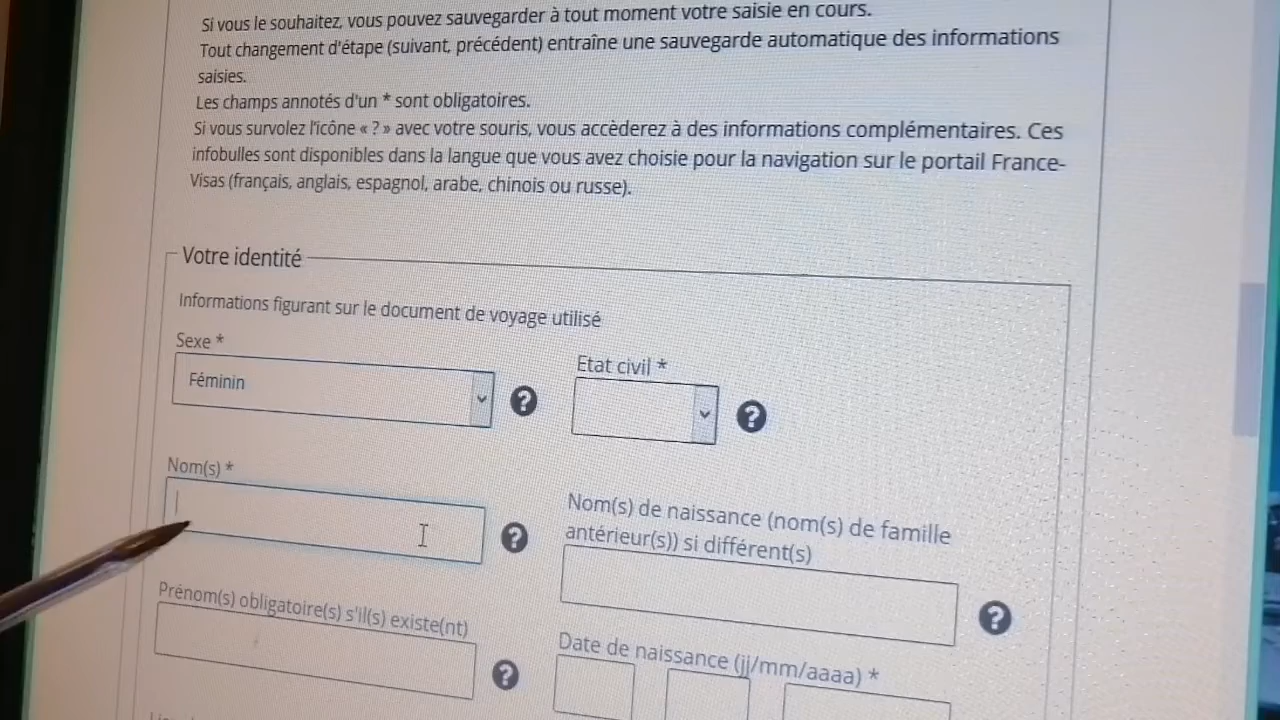 Si vous le souhaitez, vous pouvez sauvegarder à tout moment votre saisie en cours.
Tout changement d'étape (suivant, précédent) entraîne une sauvegarde automatique des informations
saisies.
Les champs annotés d'un * sont obligatoires.
Si vous survolez l'icône « ? » avec votre souris, vous accèderez à des informations complémentaires. Ces
infobulles sont disponibles dans la langue que vous avez choisie pour la navigation sur le portail France-
Visas (français, anglais, espagnol, arabe, chinois ou russe).
Votre identité
Informations figurant sur le document de voyage utilisé
Sexe *
Etat civil *
Féminin
?
?
Nom(s) *
Nom(s) de naissance (nom(s) de famille
antérieur(s)) si différent(s)
?
?
Prénom(s) obligatoire(s) s'il(s) existe(nt)
Date de naissance (jj/mm/aaaa) *
?